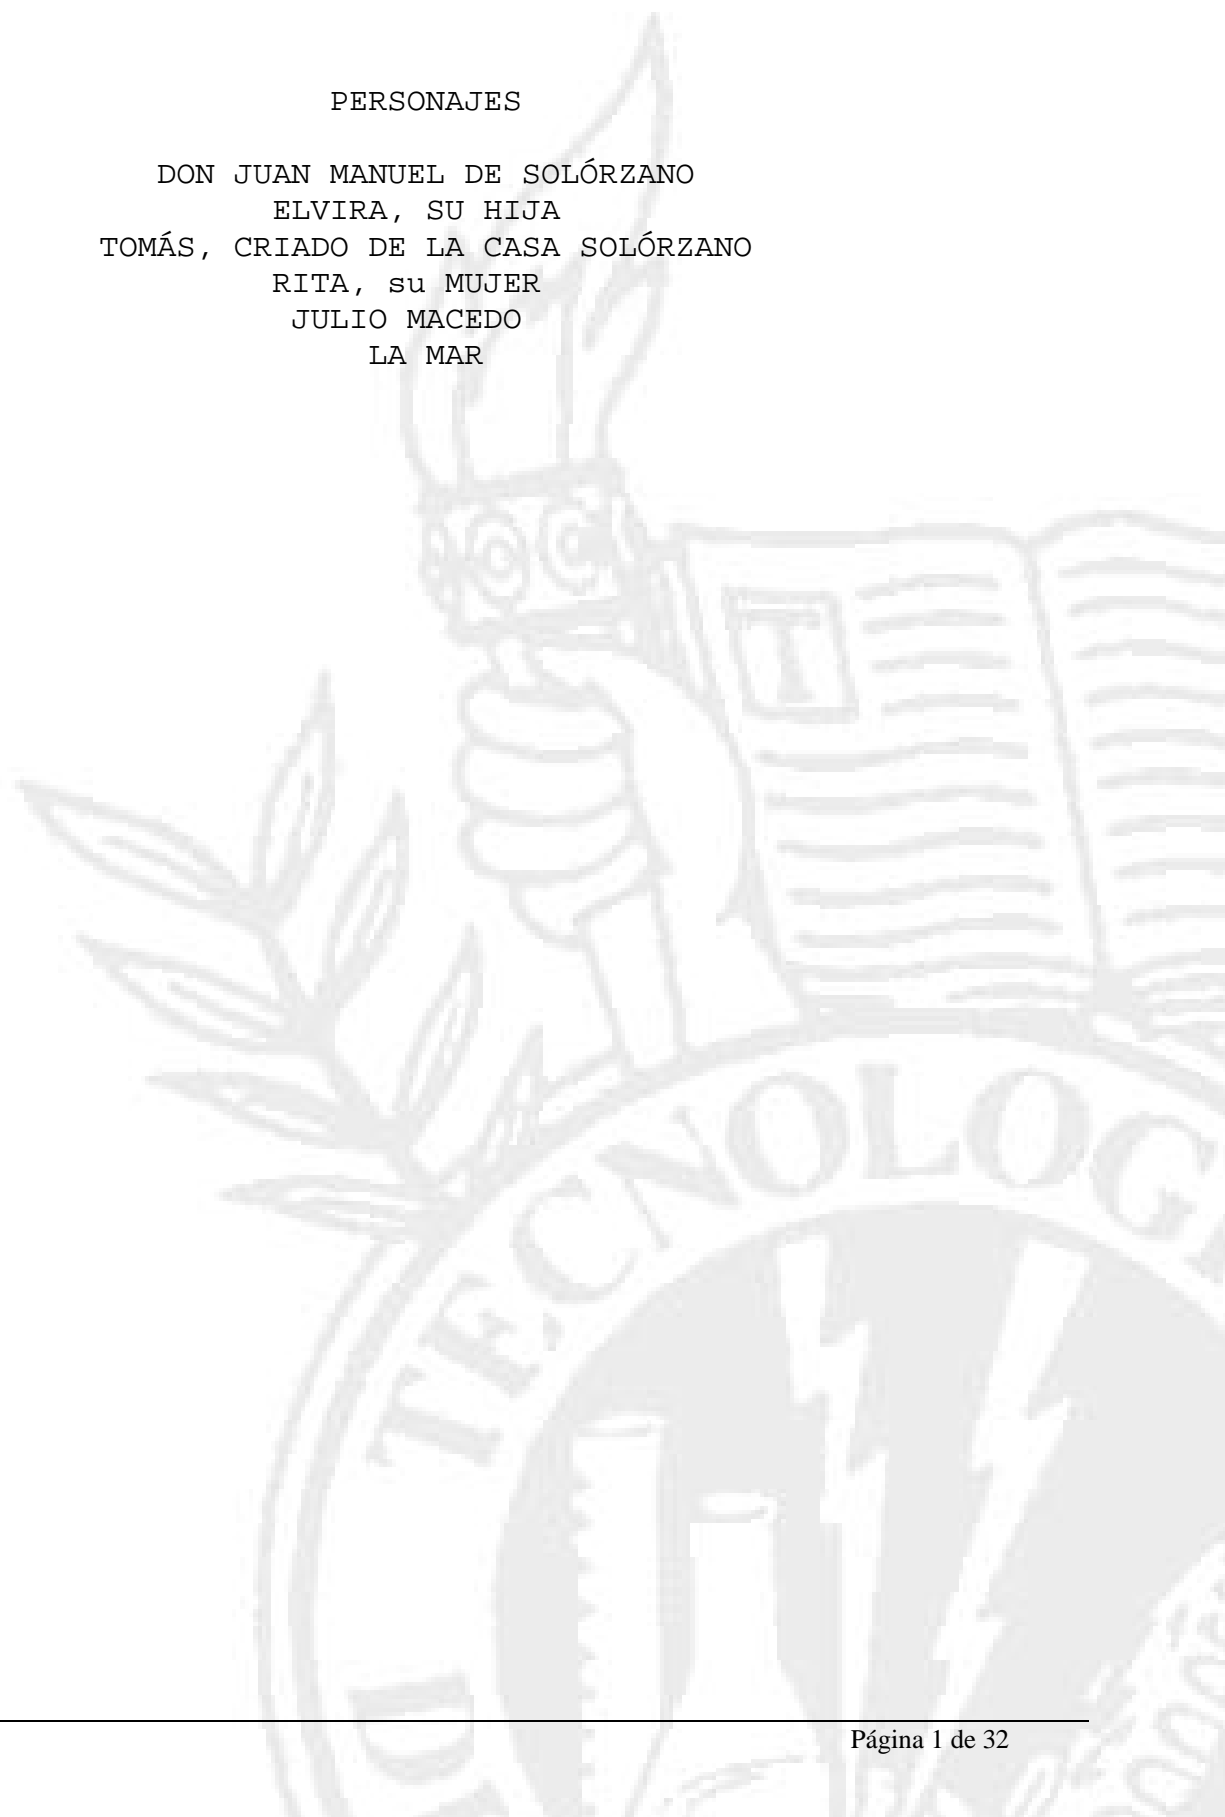 PERSONAJES
DON JUAN MANUEL DE SOLÓRZANO
ELVIRA, SU HIJA
TOMÁS, CRIADO DE LA CASA SOLÓRZANO
RITA, su MUJER
JULIO MACEDO
LA MAR
T
TECNOLOGI
Página 1 de 32